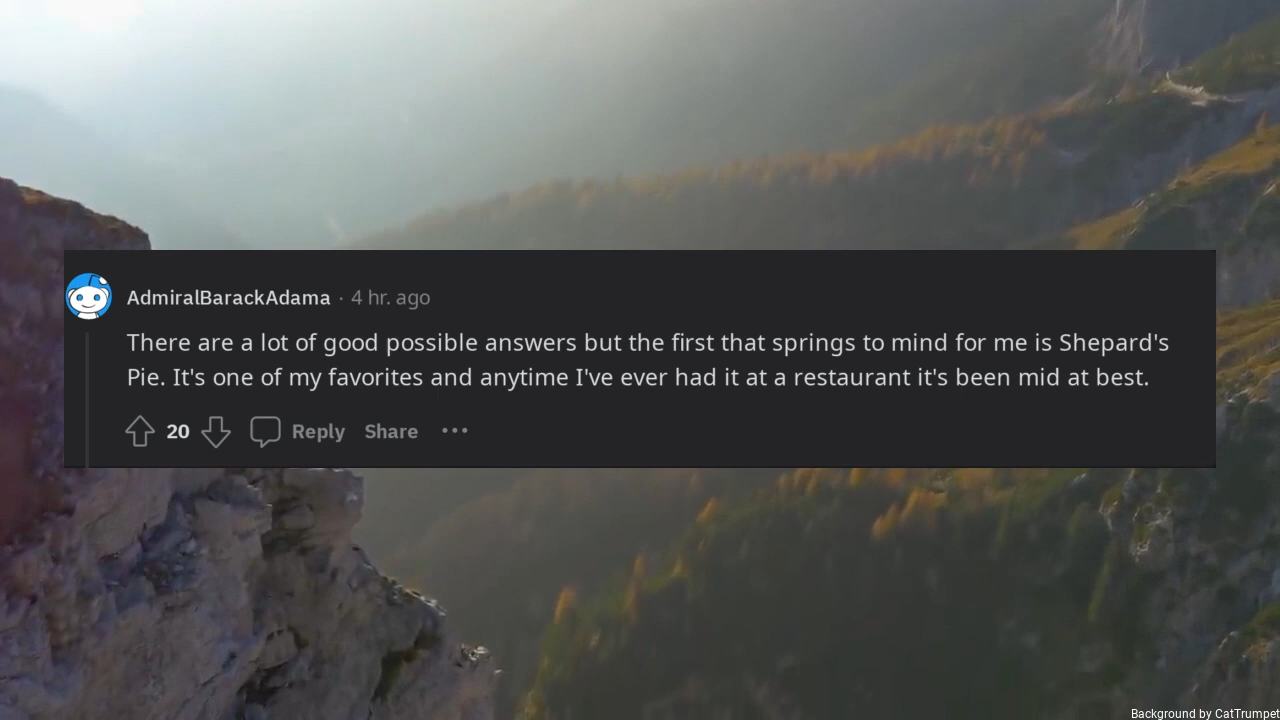 AdmiralBarackAdama · 4 hr. ago
There are a lot of good possible answers but the first that springs to mind for me is Shepard's
Pie. It's one of my favorites and anytime I've ever had it at a restaurant it's been mid at best.
20 Reply Share ···
Background by CatTrumpet